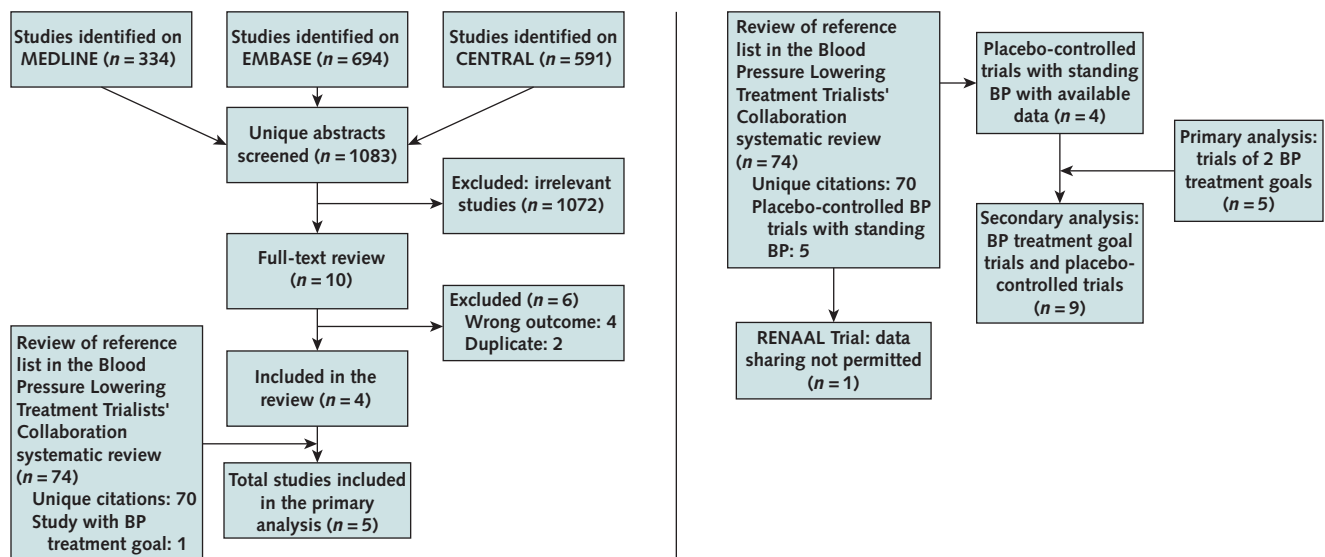 Studies identified on
MEDLINE (n = 334)
Studies identified on
EMBASE (n = 694)
Studies identified on
CENTRAL (n = 591)
Unique abstracts
screened (n = 1083)
Excluded: irrelevant
studies (n = 1072)
Full-text review
(n = 10)
Excluded (n = 6)
Wrong outcome: 4
Duplicate: 2
Included in the
review (n = 4)
Review of reference
list in the Blood
Pressure Lowering
Treatment Trialists'
Collaboration
systematic review
(n = 74)
Unique citations: 70
Study with BP
treatment goal: 1
Total studies included
in the primary
analysis (n = 5)
Review of reference
list in the Blood
Pressure Lowering
Treatment Trialists'
Collaboration
systematic review
(n = 74)
Unique citations: 70
Placebo-controlled BP
trials with standing
BP: 5
Placebo-controlled
trials with standing
BP with available
data (n = 4)
Primary analysis:
trials of 2 BP
treatment goals
(n = 5)
Secondary analysis:
BP treatment goal
trials and placebo-
controlled trials
(n = 9)
RENAAL Trial: data
sharing not permitted
(n = 1)